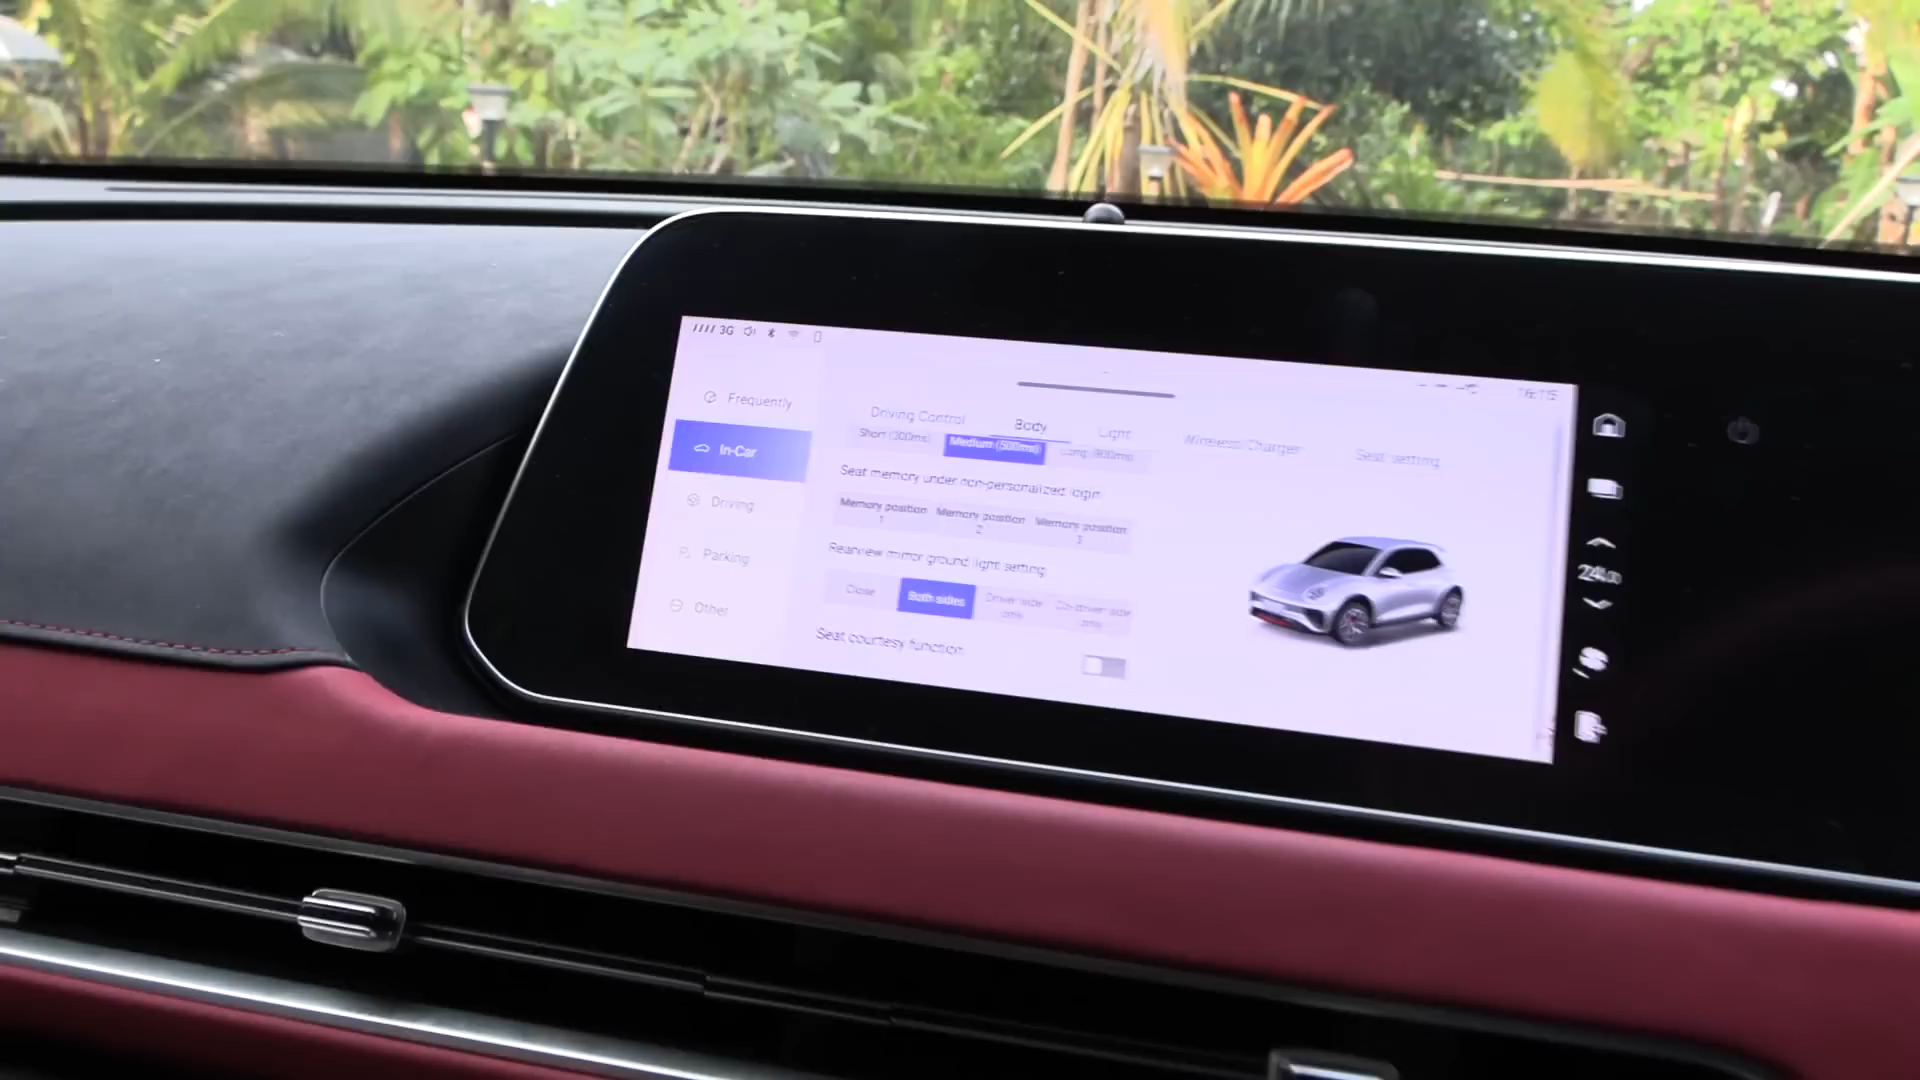 3G
Frequently
In-Car
Driving
Parking
Other
Driving Control Body Light Wireless Charger Seat setting
Short (300ms) Medium (500ms) Long (800ms)
Seat memory under non-personalized login
Memory position 1 Memory position 2 Memory position 3
Rearview mirror ground light setting
Close Both sides Driver side only Co-driver side only
Seat courtesy function